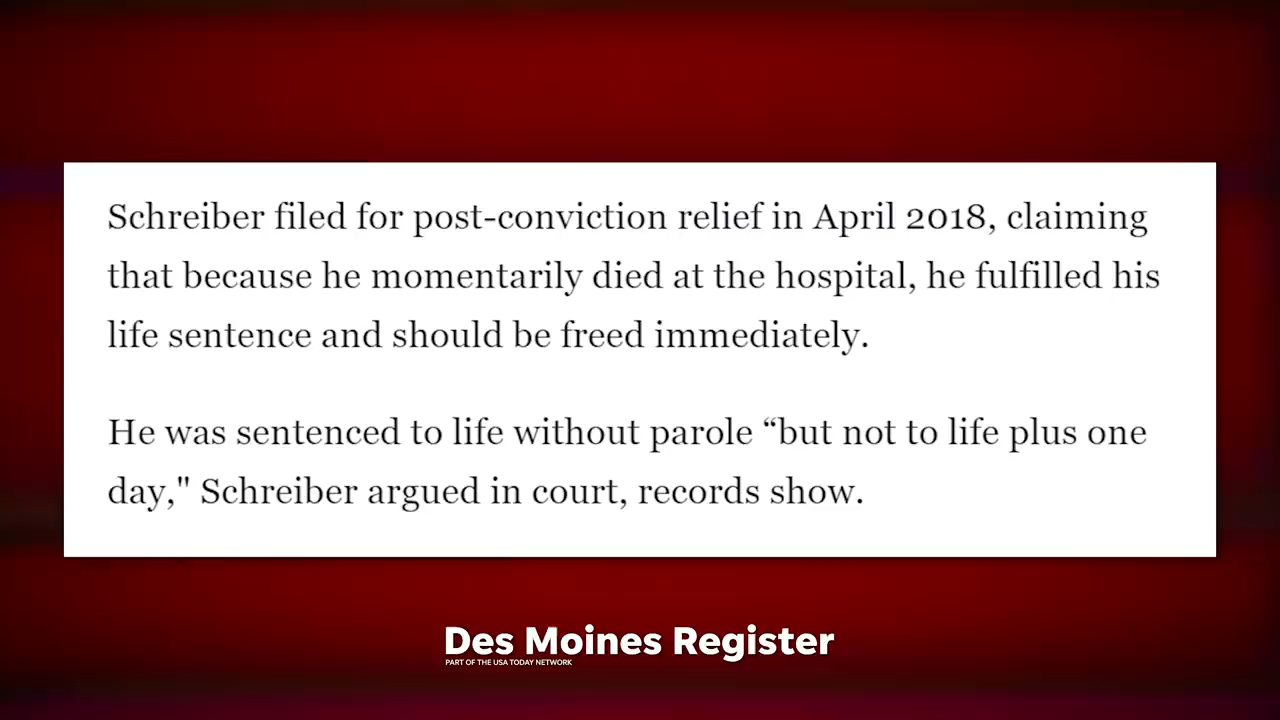 Schreiber filed for post-conviction relief in April 2018, claiming
that because he momentarily died at the hospital, he fulfilled his
life sentence and should be freed immediately.
He was sentenced to life without parole “but not to life plus one
day," Schreiber argued in court, records show.
Des Moines Register
PART OF THE USA TODAY NETWORK